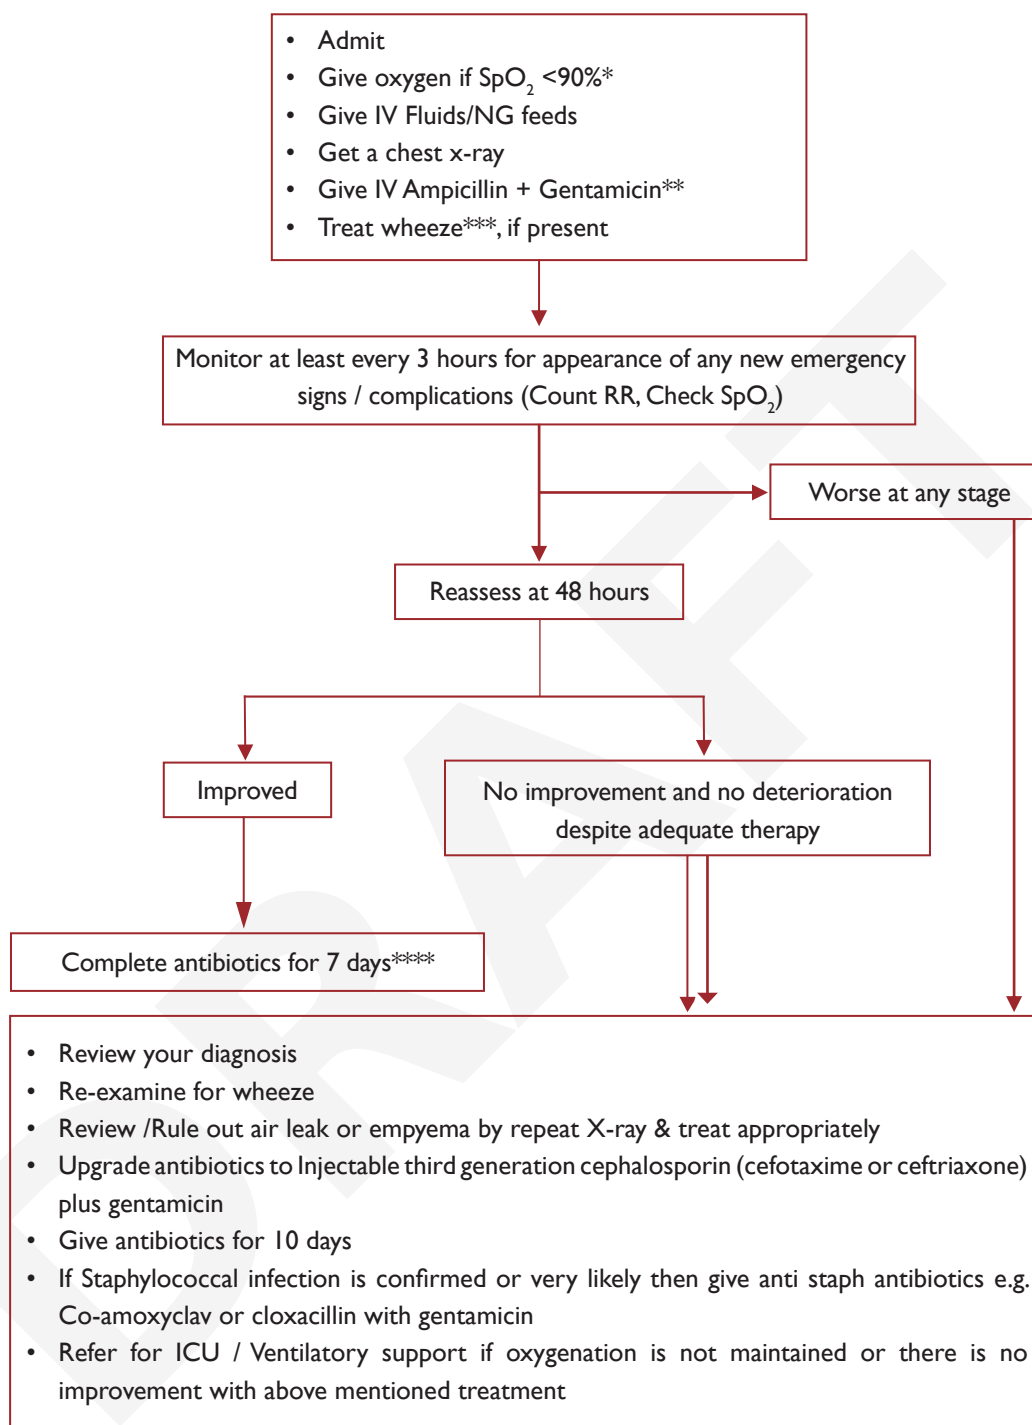 • Admit
• Give oxygen if SpO₂ <90%*
• Give IV Fluids/NG feeds
• Get a chest x-ray
• Give IV Ampicillin + Gentamicin**
• Treat wheeze***, if present
Monitor at least every 3 hours for appearance of any new emergency
signs / complications (Count RR, Check SpO₂)
Worse at any stage
Reassess at 48 hours
Improved
No improvement and no deterioration
despite adequate therapy
Complete antibiotics for 7 days****
• Review your diagnosis
• Re-examine for wheeze
• Review /Rule out air leak or empyema by repeat X-ray & treat appropriately
• Upgrade antibiotics to Injectable third generation cephalosporin (cefotaxime or ceftriaxone)
plus gentamicin
• Give antibiotics for 10 days
• If Staphylococcal infection is confirmed or very likely then give anti staph antibiotics e.g.
Co-amoxyclav or cloxacillin with gentamicin
• Refer for ICU / Ventilatory support if oxygenation is not maintained or there is no
improvement with above mentioned treatment
DRAFT